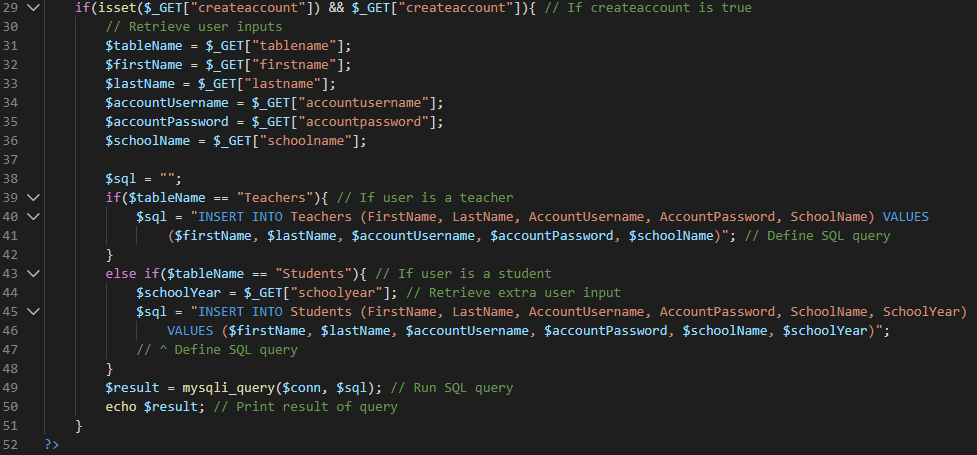 29 if(isset($_GET["createaccount"]) && $_GET["createaccount"]){ // If createaccount is true
30 // Retrieve user inputs
31 $tableName = $_GET["tablename"];
32 $firstName = $_GET["firstname"];
33 $lastName = $_GET["lastname"];
34 $accountUsername = $_GET["accountusername"];
35 $accountPassword = $_GET["accountpassword"];
36 $schoolName = $_GET["schoolname"];
37
38 $sql = "";
39 if($tableName == "Teachers"){ // If user is a teacher
40 $sql = "INSERT INTO Teachers (FirstName, LastName, AccountUsername, AccountPassword, SchoolName) VALUES
41 ($firstName, $lastName, $accountUsername, $accountPassword, $schoolName)"; // Define SQL query
42 }
43 else if($tableName == "Students"){ // If user is a student
44 $schoolYear = $_GET["schoolyear"]; // Retrieve extra user input
45 $sql = "INSERT INTO Students (FirstName, LastName, AccountUsername, AccountPassword, SchoolName, SchoolYear)
46 VALUES ($firstName, $lastName, $accountUsername, $accountPassword, $schoolName, $schoolYear)";
47 // ^ Define SQL query
48 }
49 $result = mysqli_query($conn, $sql); // Run SQL query
50 echo $result; // Print result of query
51 }
52 ?>